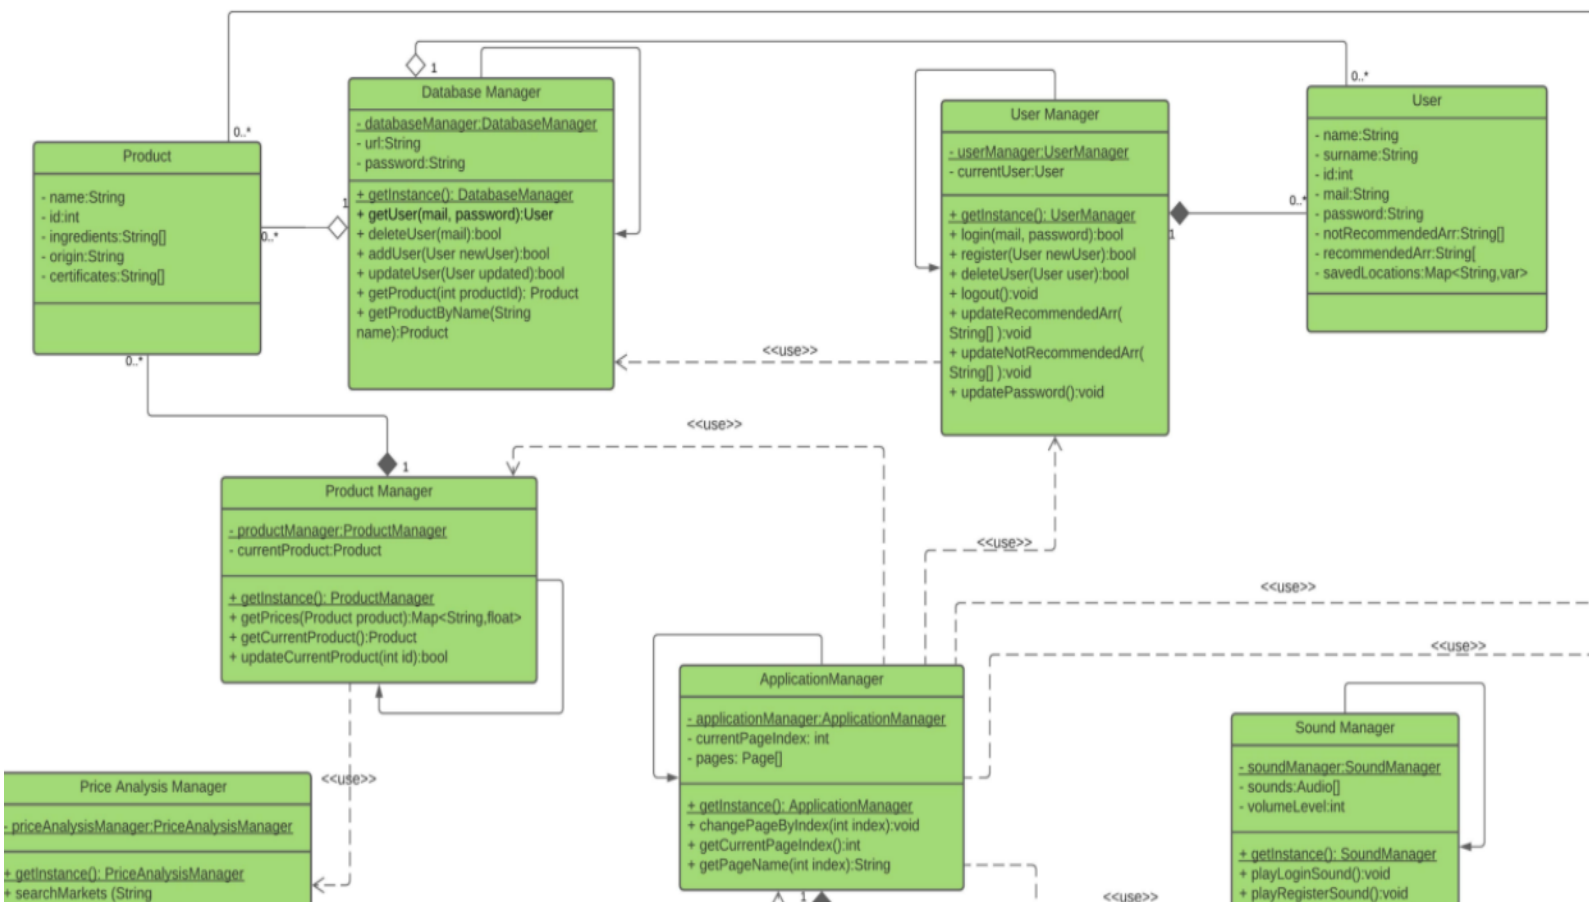 0..*
Product
- name:String
- id:int
- ingredients:String[]
- origin:String
- certificates:String[]
0..*
0..*
1
1
Database Manager
- databaseManager:DatabaseManager
- url:String
- password:String
+ getInstance(): DatabaseManager
+ getUser(mail, password):User
+ deleteUser(mail):bool
+ addUser(User newUser):bool
+ updateUser(User updated):bool
+ getProduct(int productId): Product
+ getProductByName(String
name):Product
<<use>>
User Manager
- userManager:UserManager
- currentUser:User
+ getInstance(): UserManager
+ login(mail, password):bool
+ register(User newUser):bool
+ deleteUser(User user):bool
+ logout():void
+ updateRecommendedArr(
String[] ):void
+ updateNotRecommendedArr(
String[] ):void
+ updatePassword():void
1
0..*
0..*
User
- name:String
- surname:String
- id:int
- mail:String
- password:String
- notRecommendedArr:String[]
- recommendedArr:String[
- savedLocations:Map<String,var>
1
Product Manager
- productManager:ProductManager
- currentProduct:Product
+ getInstance(): ProductManager
+ getPrices(Product product):Map<String,float>
+ getCurrentProduct():Product
+ updateCurrentProduct(int id):bool
<<use>>
<<use>>
<<use>>
<<use>>
<<use>>
Price Analysis Manager
- priceAnalysisManager:PriceAnalysisManager
+ getInstance(): PriceAnalysisManager
+ searchMarkets (String
ApplicationManager
- applicationManager:ApplicationManager
- currentPageIndex: int
- pages: Page[]
+ getInstance(): ApplicationManager
+ changePageByIndex(int index):void
+ getCurrentPageIndex():int
+ getPageName(int index):String
1
<<use>>
Sound Manager
- soundManager:SoundManager
- sounds:Audio[]
- volumeLevel:int
+ getInstance(): SoundManager
+ playLoginSound():void
+ playRegisterSound():void